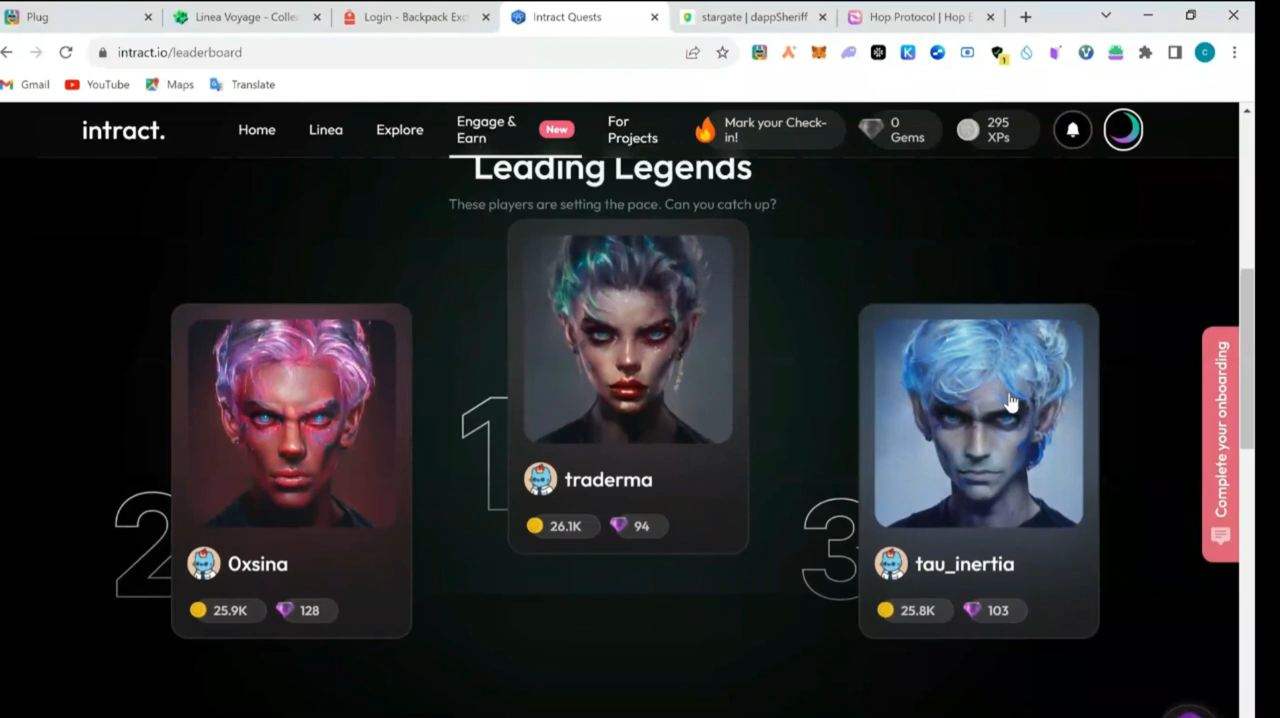 Plug
Linea Voyage - Collec
Login - Backpack Exc
Intract Quests
stargate | dappSheriff
Hop Protocol | Hop E
intract.io/leaderboard
1
C
Gmail
YouTube
Maps
Translate
intract.
Home
Linea
Explore
Engage &
Earn
New
For
Projects
Mark your Check-
in!
0
Gems
295
XPs
Leading Legends
These players are setting the pace. Can you catch up?
1
traderma
26.1K
94
2
0xsina
25.9K
128
3
tau_inertia
25.8K
103
Complete your onboarding